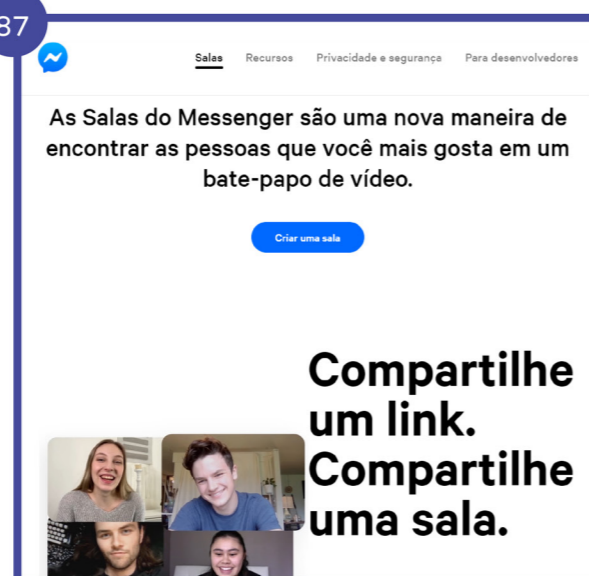 87
Salas Recursos Privacidade e segurança Para desenvolvedores
As Salas do Messenger são uma nova maneira de
encontrar as pessoas que você mais gosta em um
bate-papo de vídeo.
Criar uma sala
Compartilhe
um link.
Compartilhe
uma sala.